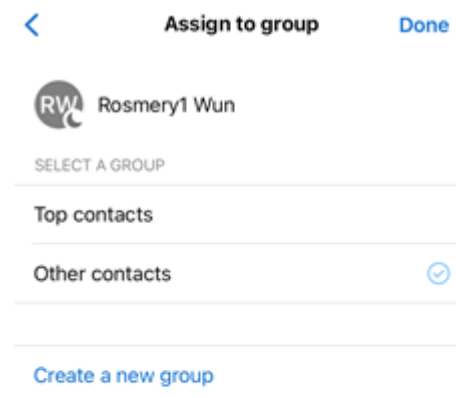 Assign to group Done
RW Rosmery1 Wun
SELECT A GROUP
Top contacts
Other contacts
Create a new group